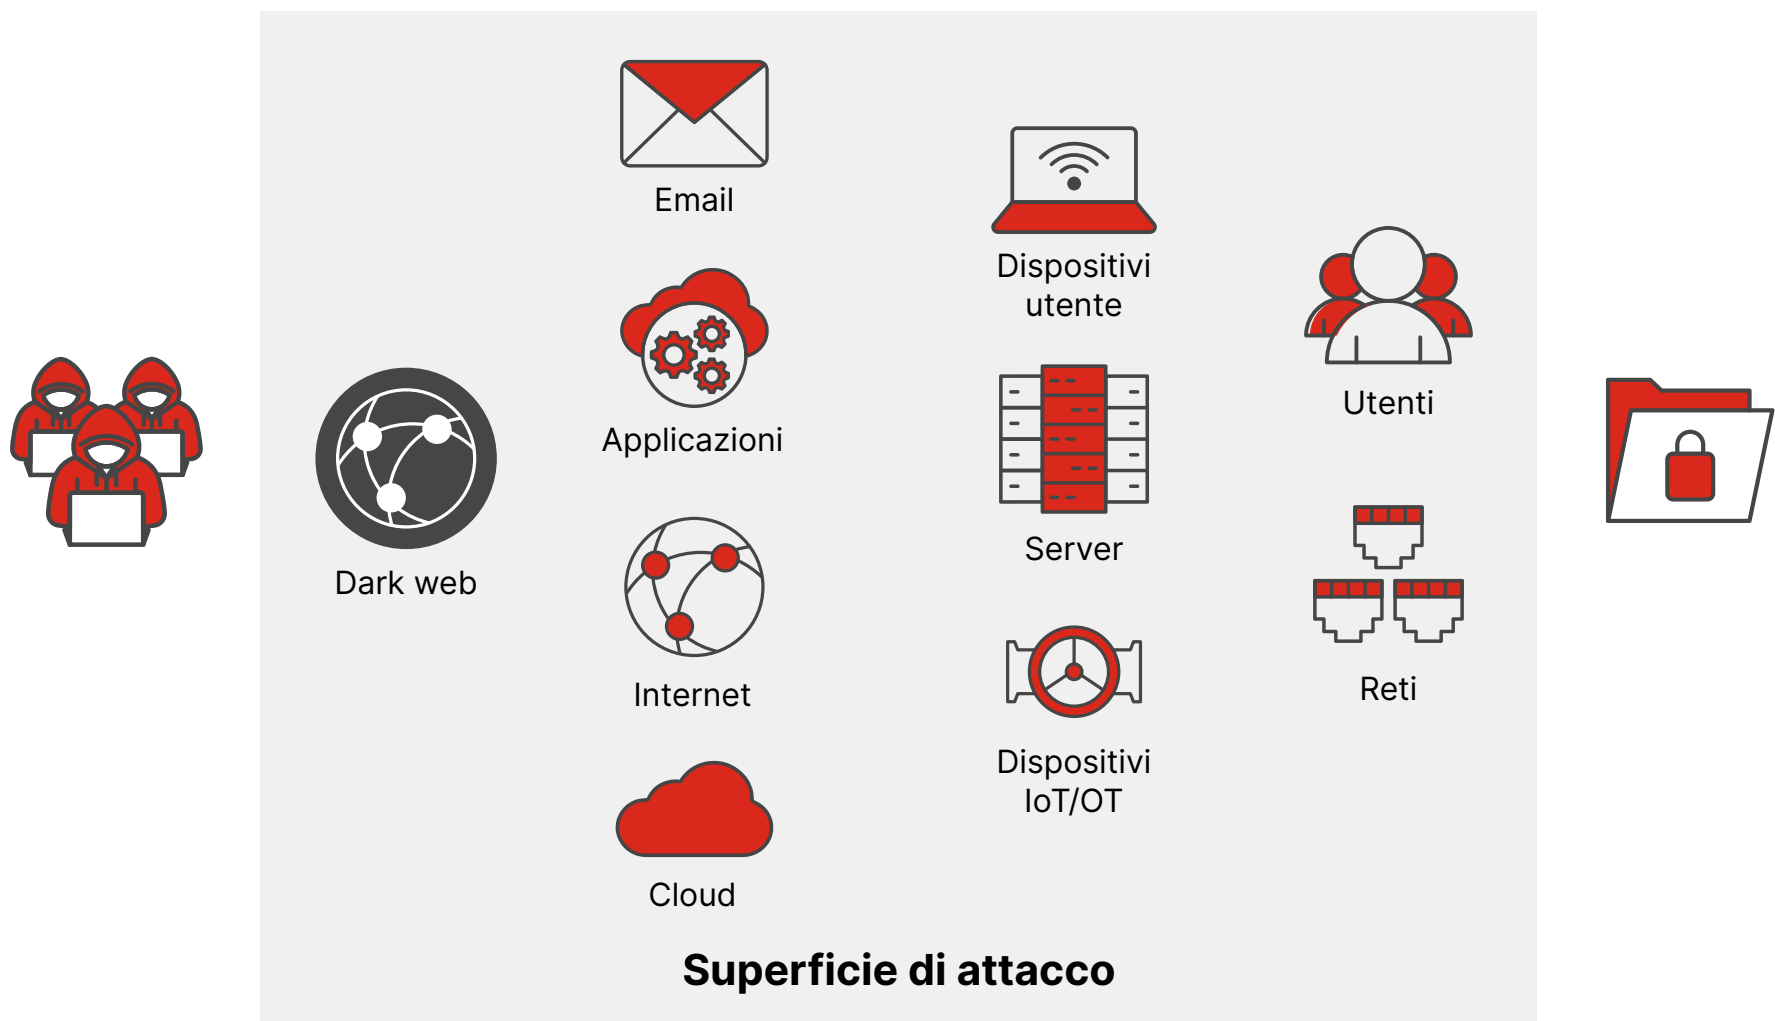 Email
Applicazioni
Dark web
Internet
Cloud
Dispositivi
utente
Server
Dispositivi
IoT/OT
Utenti
Reti
Superficie di attacco